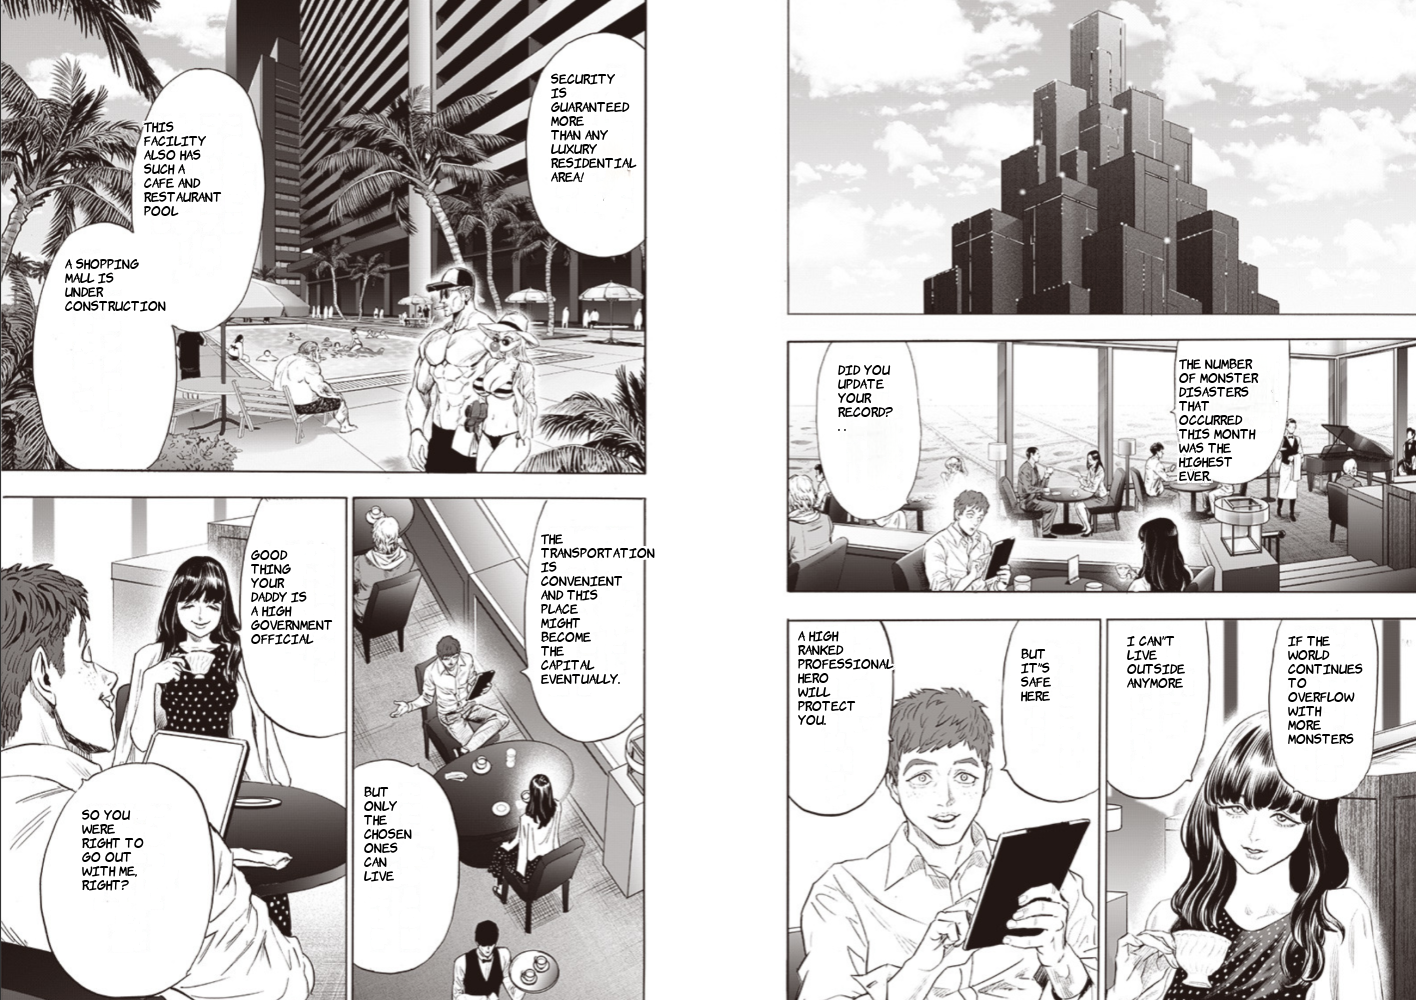 THE NUMBER
OF MONSTER
DISASTERS
THAT
OCCURRED
THIS MONTH
WAS THE
HIGHEST
EVER.
DID YOU
UPDATE
YOUR
RECORD?
..
IF THE
WORLD
CONTINUES
TO
OVERFLOW
WITH
MORE
MONSTERS
I CAN"T
LIVE
OUTSIDE
ANYMORE
BUT
IT"S
SAFE
HERE
A HIGH
RANKED
PROFESSIONAL
HERO
WILL
PROTECT
YOU.
SECURITY
IS
GUARANTEED
MORE
THAN ANY
LUXURY
RESIDENTIAL
AREA!
THIS
FACILITY
ALSO HAS
SUCH A
CAFE AND
RESTAURANT
POOL
A SHOPPING
MALL IS
UNDER
CONSTRUCTION
THE
TRANSPORTATION
IS
CONVENIENT
AND THIS
PLACE
MIGHT
BECOME
THE
CAPITAL
EVENTUALLY.
BUT
ONLY
THE
CHOSEN
ONES
CAN
LIVE
GOOD
THING
YOUR
DADDY IS
A HIGH
GOVERNMENT
OFFICIAL
SO YOU
WERE
RIGHT TO
GO OUT
WITH ME,
RIGHT?